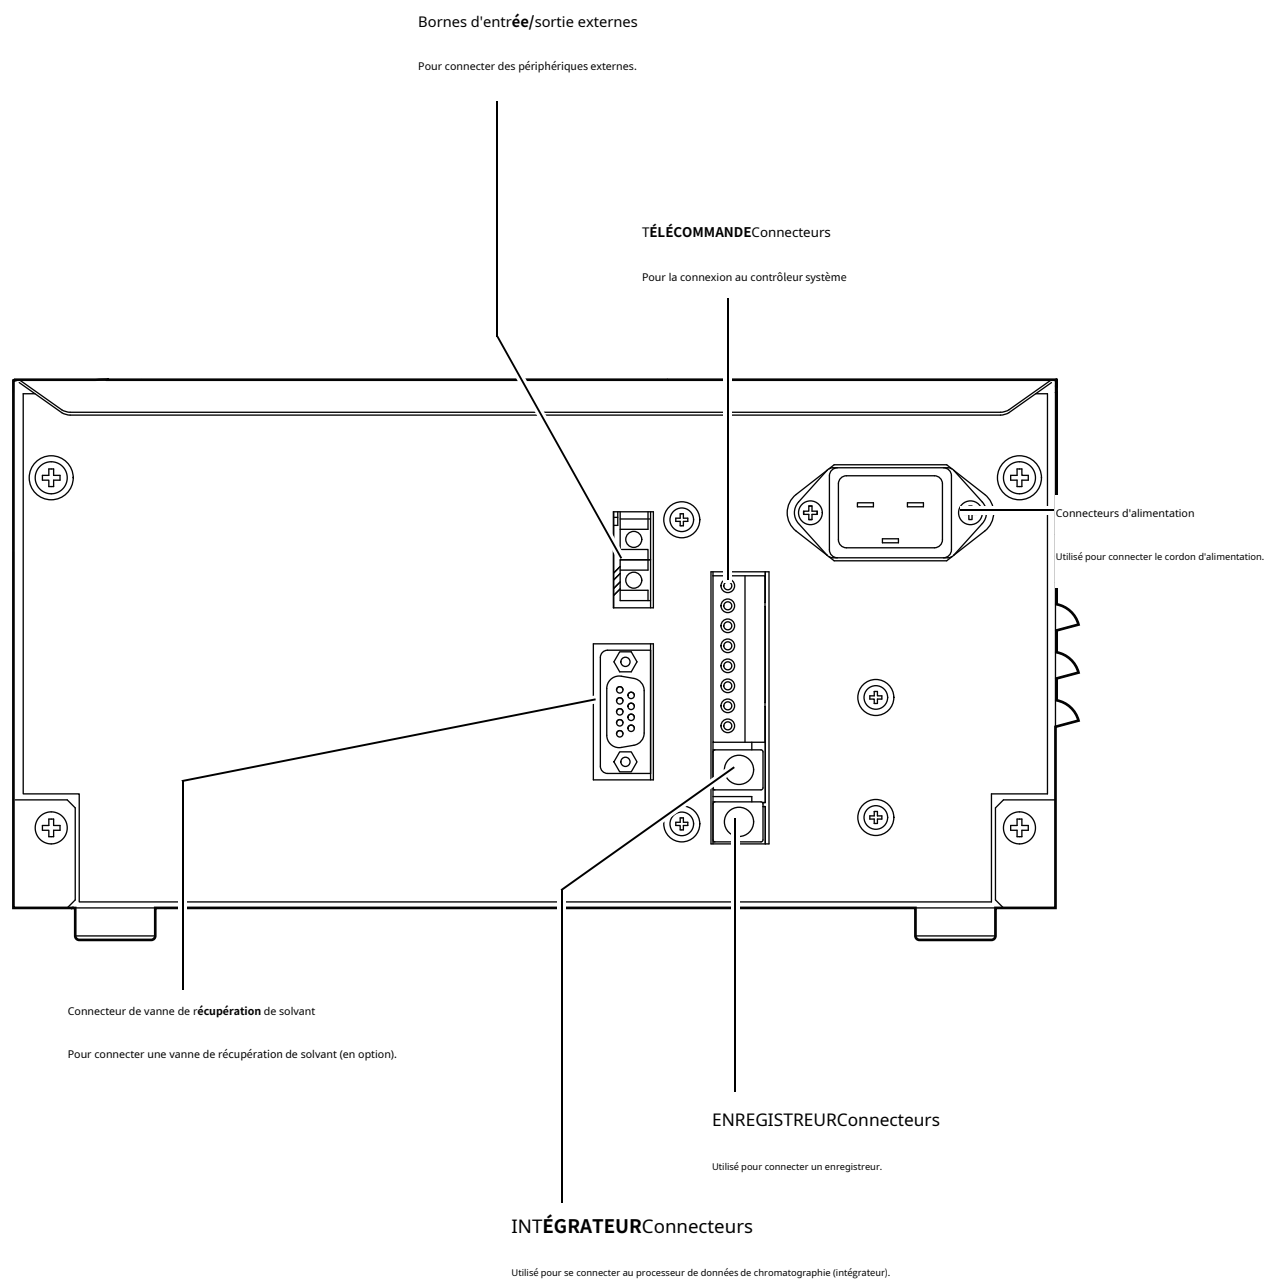 Bornes d'entrée/sortie externes
Pour connecter des périphériques externes.
TÉLÉCOMMANDEConnecteurs
Pour la connexion au contrôleur système
Connecteurs d'alimentation
Utilisé pour connecter le cordon d'alimentation.
Connecteur de vanne de récupération de solvant
Pour connecter une vanne de récupération de solvant (en option).
ENREGISTREURConnecteurs
Utilisé pour connecter un enregistreur.
INTÉGRATEURConnecteurs
Utilisé pour se connecter au processeur de données de chromatographie (intégrateur).